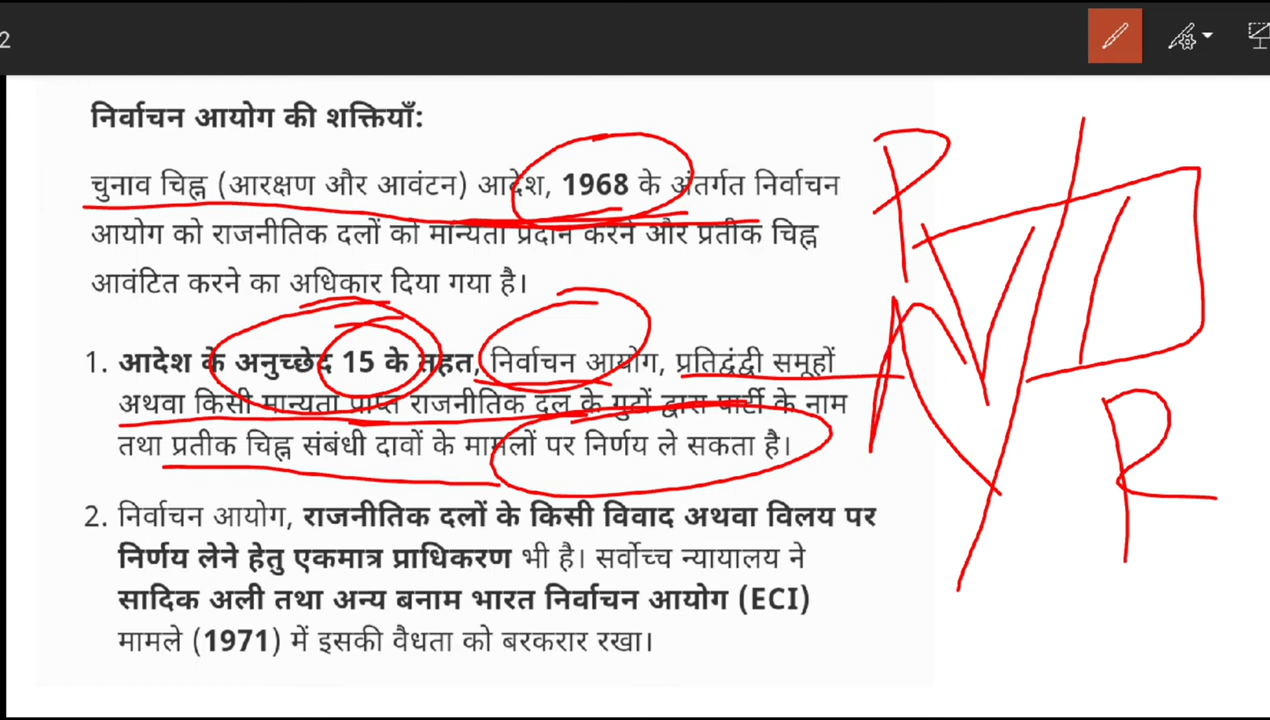 2
निर्वाचन आयोग की शक्तियाँ:
चुनाव चिह्न (आरक्षण और आवंटन) आदेश, 1968 के अंतर्गत निर्वाचन
आयोग को राजनीतिक दलों को मान्यता प्रदान करने और प्रतीक चिह्न
आवंटित करने का अधिकार दिया गया है।
1. आदेश के अनुच्छेद 15 के तहत, निर्वाचन आयोग, प्रतिद्वंद्वी समूहों
अथवा किसी मान्यता प्राप्त राजनीतिक दल के गुटों द्वारा पार्टी के नाम
तथा प्रतीक चिह्न संबंधी दावों के मामलों पर निर्णय ले सकता है।
2. निर्वाचन आयोग, राजनीतिक दलों के किसी विवाद अथवा विलय पर
निर्णय लेने हेतु एकमात्र प्राधिकरण भी है। सर्वोच्च न्यायालय ने
सादिक अली तथा अन्य बनाम भारत निर्वाचन आयोग (ECI)
मामले (1971) में इसकी वैधता को बरकरार रखा।
P
R